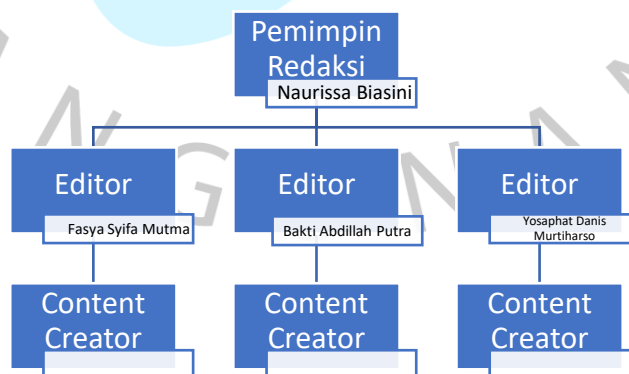 Pemimpin
Redaksi
Naurissa Biasini
Editor
Fasya Syifa Mutma
Editor
Bakti Abdillah Putra
Editor
Yosaphat Danis
Murtiharso
Content
Creator
Content
Creator
Content
Creator